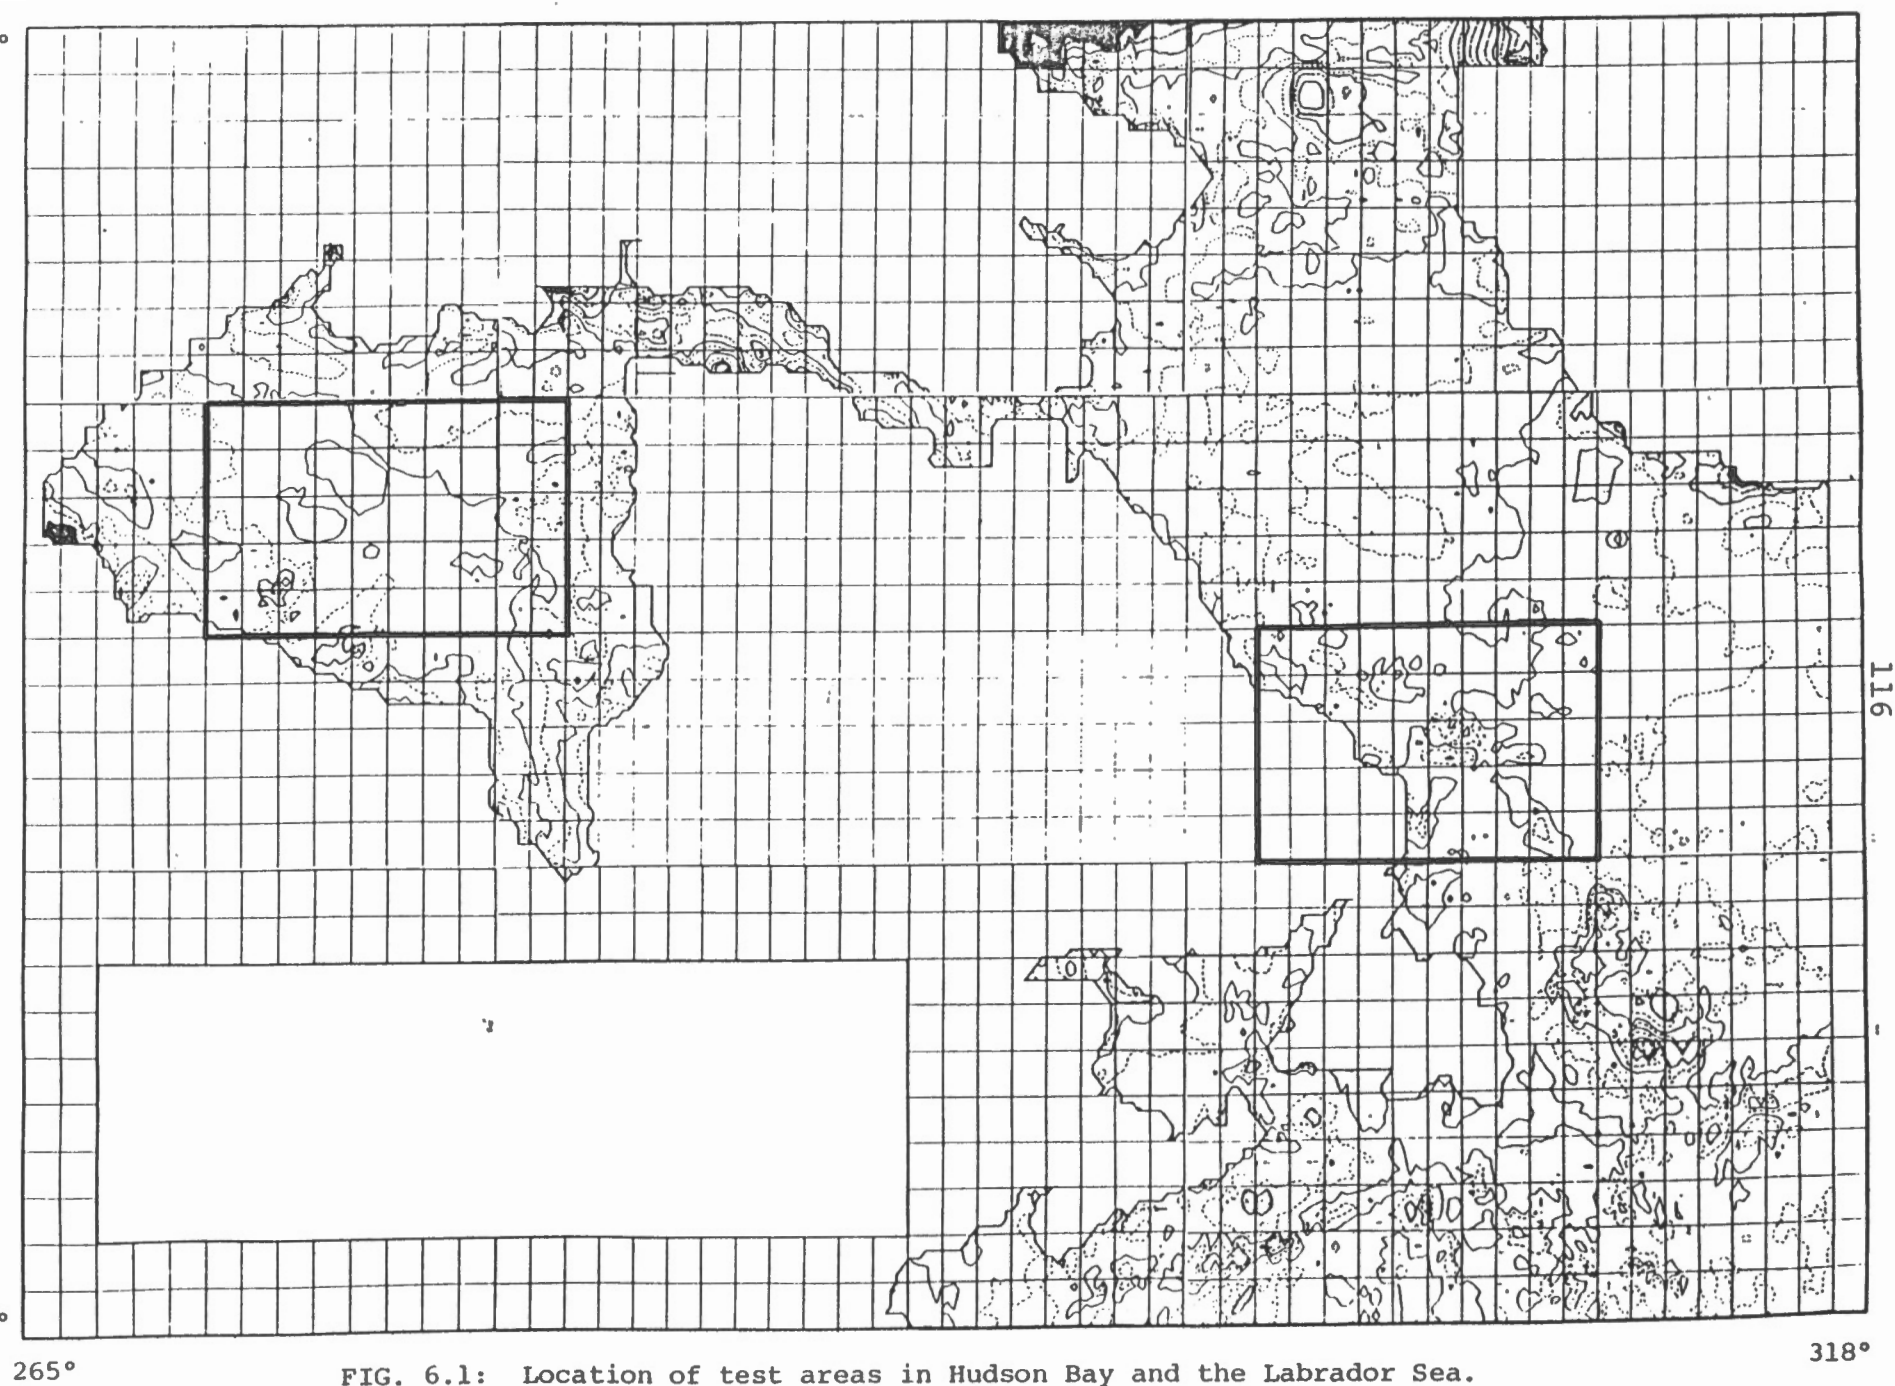 116
265°
318°
FIG. 6.1: Location of test areas in Hudson Bay and the Labrador Sea.